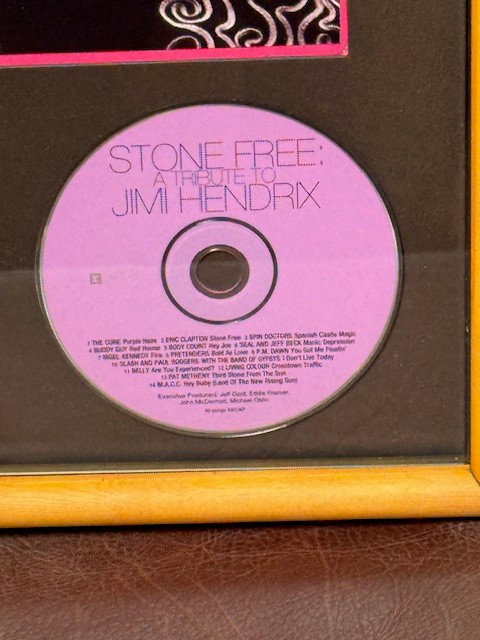 STONE FREE:
A TRIBUTE TO
JIMI HENDRIX
1 THE CURE Purple Haze 2 ERIC CLAPTON Stone Free 3 SPIN DOCTORS Spanish Castle Magic
4 BUDDY GUY Red House 5 BODY COUNT Hey Joe 6 SEAL AND JEFF BECK Manic Depression
7 NIGEL KENNEDY Fire 8 PRETENDERS Bold As Love 9 P.M. DAWN You Got Me Floatin'
10 SLASH AND PAUL RODGERS WITH THE BAND OF GYPSYS I Don't Live Today
11 BELLY Are You Experienced? 12 LIVING COLOUR Crosstown Traffic
13 PAT METHENY Third Stone From The Sun
14 M.A.C.C. Hey Baby (Land Of The New Rising Sun)
Executive Producers: Jeff Gold, Eddie Kramer,
John McDermott, Michael Ostin
All songs ASCAP